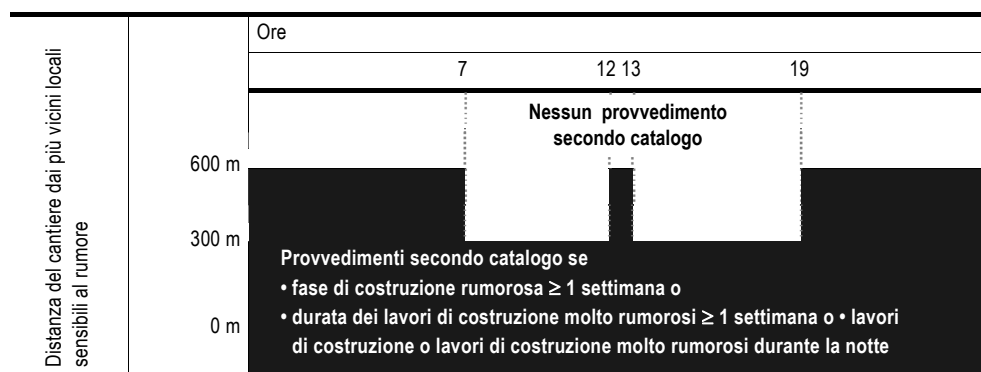 Ore
7 12 13 19
Nessun provvedimento
secondo catalogo
Distanza del cantiere dai più vicini locali
sensibili al rumore
600 m
300 m
0 m
Provvedimenti secondo catalogo se
• fase di costruzione rumorosa ≥ 1 settimana o
• durata dei lavori di costruzione molto rumorosi ≥ 1 settimana o • lavori
di costruzione o lavori di costruzione molto rumorosi durante la notte